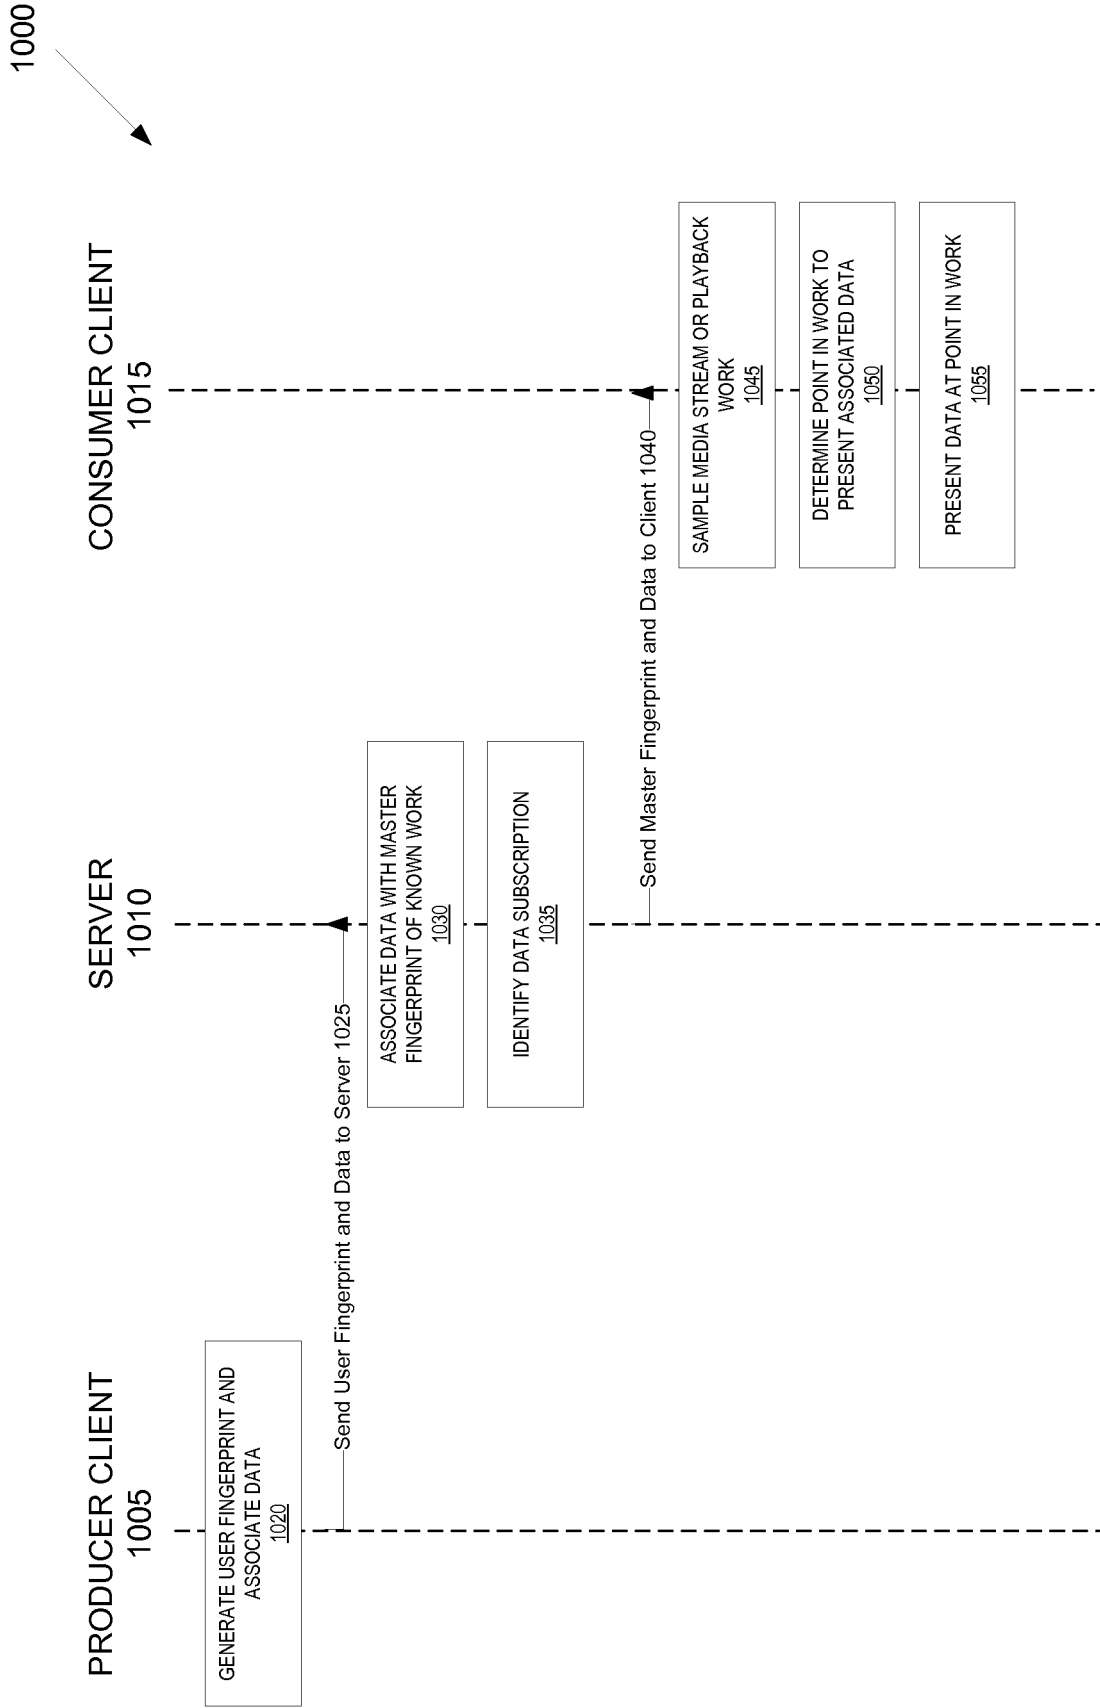 1000
PRODUCER CLIENT
1005
SERVER
1010
CONSUMER CLIENT
1015
GENERATE USER FINGERPRINT AND
ASSOCIATE DATA
1020
Send User Fingerprint and Data to Server 1025
ASSOCIATE DATA WITH MASTER
FINGERPRINT OF KNOWN WORK
1030
IDENTIFY DATA SUBSCRIPTION
1035
Send Master Fingerprint and Data to Client 1040
SAMPLE MEDIA STREAM OR PLAYBACK
WORK
1045
DETERMINE POINT IN WORK TO
PRESENT ASSOCIATED DATA
1050
PRESENT DATA AT POINT IN WORK
1055